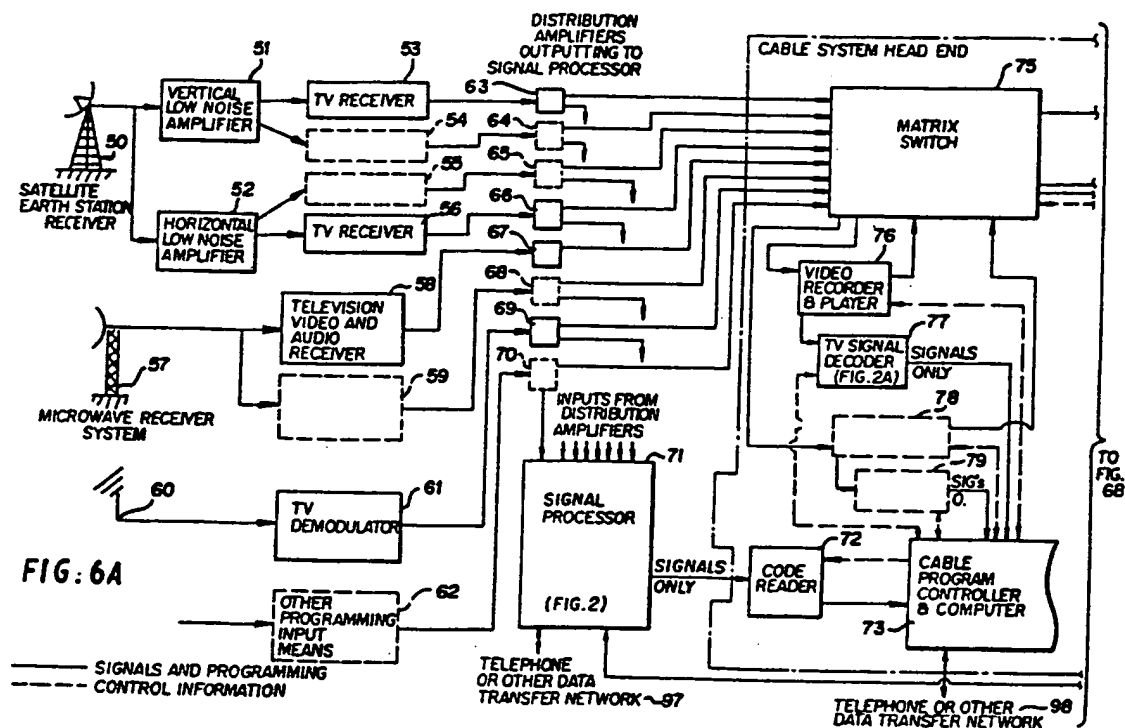 DISTRIBUTION
AMPLIFIERS
OUTPUTTING TO
SIGNAL PROCESSOR
CABLE SYSTEM HEAD END
51
53
63
75
VERTICAL
LOW NOISE
AMPLIFIER
TV RECEIVER
54
64
MATRIX
SWITCH
50
55
65
SATELLITE
EARTH STATION
RECEIVER
52
56
66
HORIZONTAL
LOW NOISE
AMPLIFIER
TV RECEIVER
67
76
58
68
VIDEO
RECORDER
& PLAYER
TELEVISION
VIDEO AND
AUDIO
RECEIVER
69
77
57
70
TV SIGNAL
DECODER
(FIG.2A)
SIGNALS
ONLY
59
MICROWAVE RECEIVER
SYSTEM
INPUTS FROM
DISTRIBUTION
AMPLIFIERS
78
71
79
TO
FIG.
6B
60
61
SIG's
O.
TV
DEMODULATOR
SIGNAL
PROCESSOR
(FIG.2)
72
FIG:6A
62
SIGNALS
ONLY
CODE
READER
CABLE
PROGRAM
CONTROLLER
& COMPUTER
73
OTHER
PROGRAMMING
INPUT
MEANS
SIGNALS AND PROGRAMMING
CONTROL INFORMATION
TELEPHONE
OR OTHER DATA
TRANSFER NETWORK 97
TELEPHONE OR OTHER 98
DATA TRANSFER NETWORK